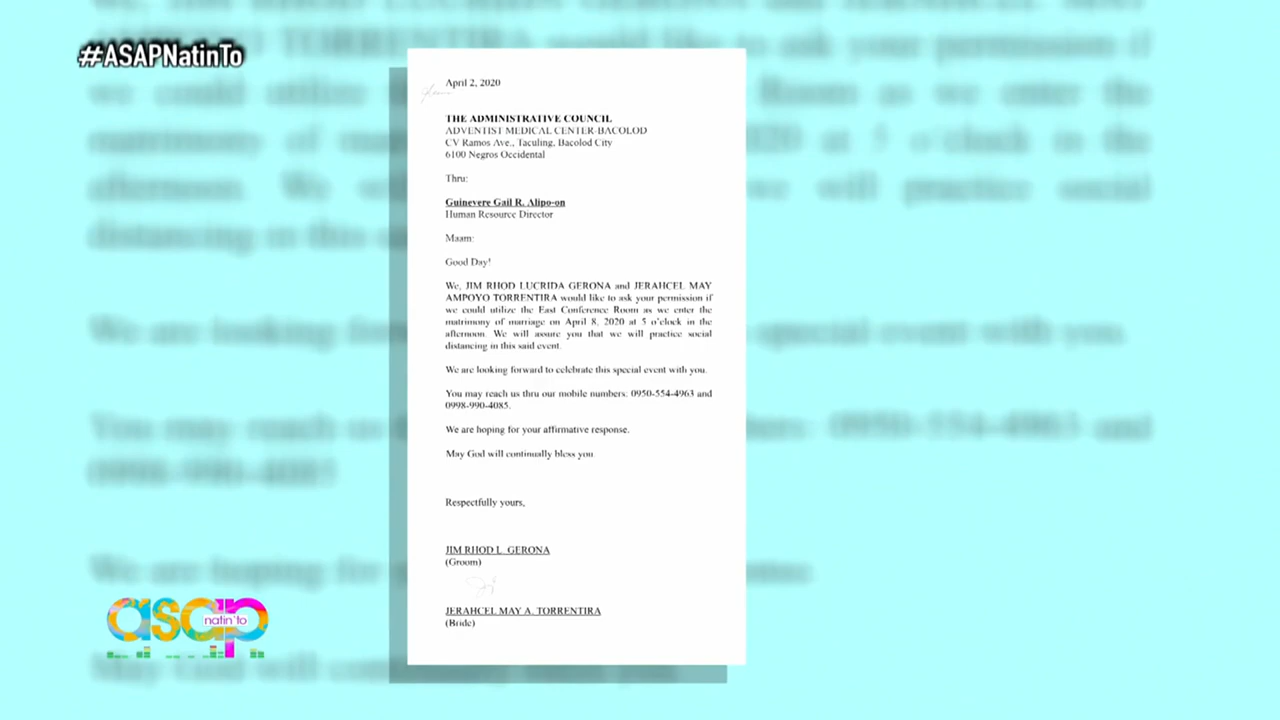 #ASAPNatinTo
April 2, 2020
THE ADMINISTRATIVE COUNCIL
ADVENTIST MEDICAL CENTER-BACOLOD
CV Ramos Ave., Taculing, Bacolod City
6100 Negros Occidental
Thru:
Guinevere Gail R. Alipo-on
Human Resource Director
Maam:
Good Day!
We, JIM RHOD LUCRIDA GERONA and JERAHCEL MAY
AMPOYO TORRENTIRA would like to ask your permission if
we could utilize the East Conference Room as we enter the
matrimony of marriage on April 8, 2020 at 5 o'clock in the
afternoon. We will assure you that we will practice social
distancing in this said event.
We are looking forward to celebrate this special event with you.
You may reach us thru our mobile numbers: 0950-554-4963 and
0998-990-4085.
We are hoping for your affirmative response.
May God will continually bless you.
Respectfully yours,
JIM RHOD L. GERONA
(Groom)
JERAHCEL MAY A. TORRENTIRA
(Bride)
asap
natin'to